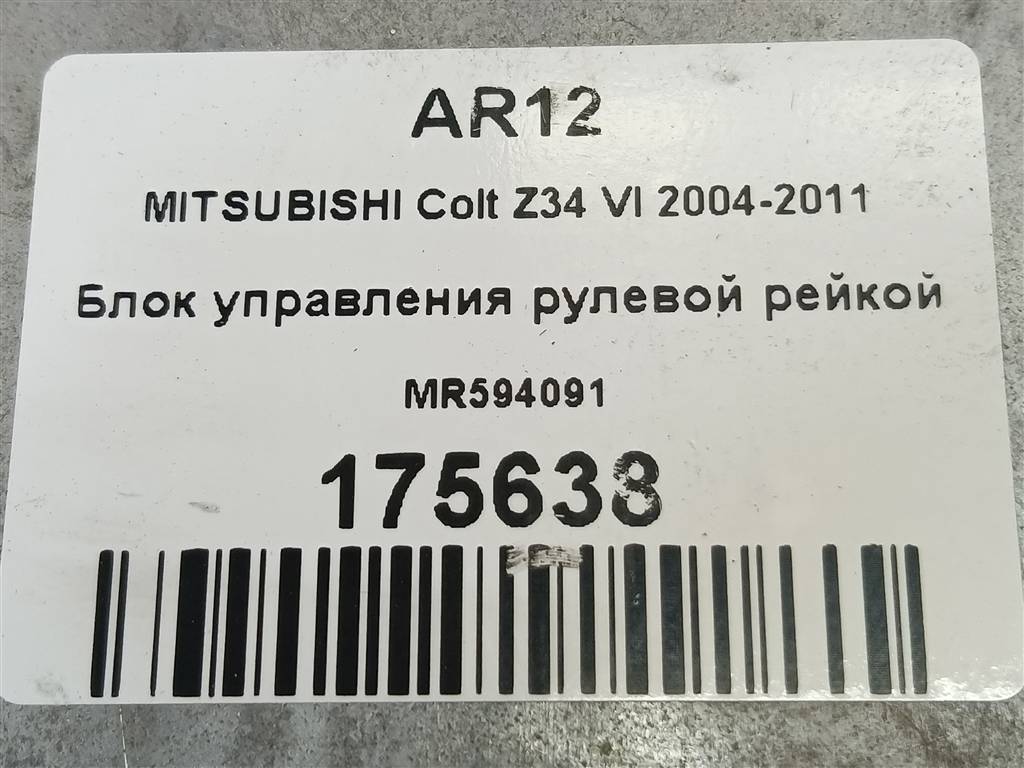 AR12
MITSUBISHI Colt Z34 VI 2004-2011
Блок управления рулевой рейкой
MR594091
175638